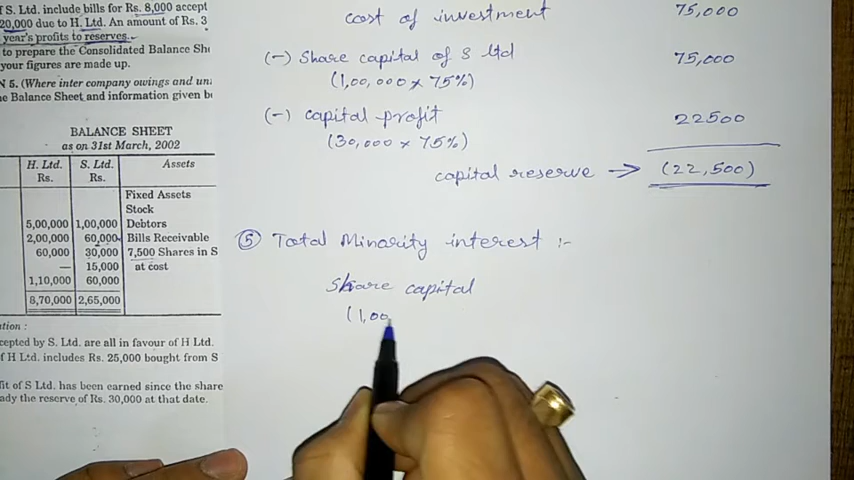 of S. Ltd. include bills for Rs. 8,000 accept
20,000 due to H. Ltd. An amount of Rs. 3
year's profits to reserves.
to prepare the Consolidated Balance She
your figures are made up.
N 5. (Where inter company owings and un
e Balance Sheet and information given b
BALANCE SHEET
as on 31st March, 2002
H. Ltd. Rs. S. Ltd. Rs. Assets
Fixed Assets
Stock
5,00,000 1,00,000 Debtors
2,00,000 60,000 Bills Receivable
60,000 30,000 7,500 Shares in S
— 15,000 at cost
1,10,000 60,000
8,70,000 2,65,000
ation :
ccepted by S. Ltd. are all in favour of H Ltd.
f H Ltd. includes Rs. 25,000 bought from S
fit of S Ltd. has been earned since the share
ady the reserve of Rs. 30,000 at that date.
cost of investment 75,000
(-) Share capital of S ltd 75,000
(1,00,000 x 75%)
(-) capital profit 22500
(30,000 x 75%)
capital reserve → (22,500)
⑤ Total Minority interest :-
Share capital
(1,00